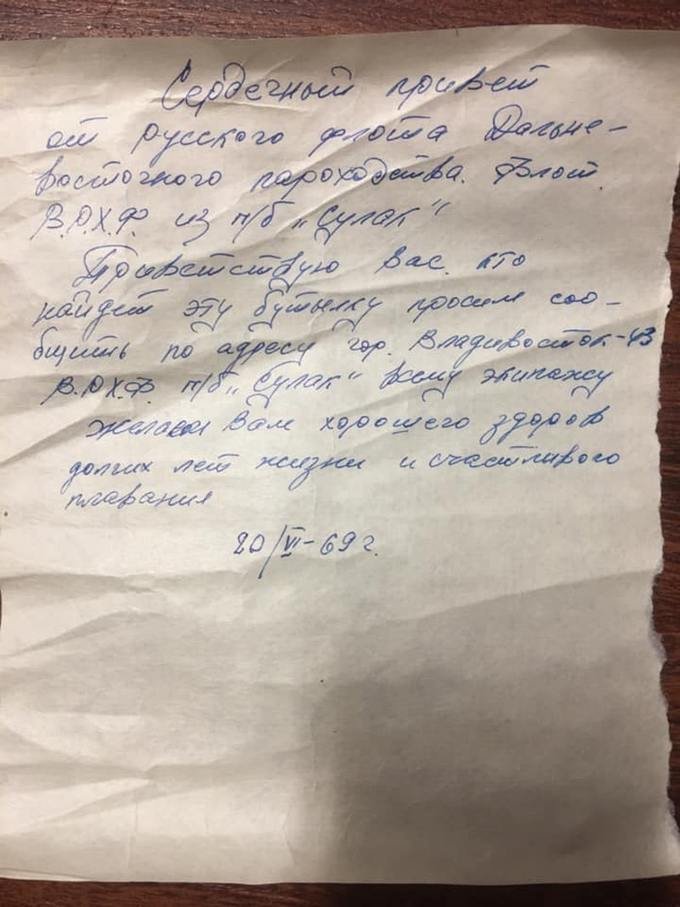 Сердечный привет
от русского флота Дальне-
восточного пароходства. Флот
В.Р.Х.Ф. из п/б „Сулак"
Приветствую Вас. кто
найдет эту бутылку просим соо-
бщить по адресу гор. Владивосток-43
В.Р.Х.Ф. п/б „Сулак" всему экипажу
желаем Вам хорошего здоров
долгих лет жизни и счастливого
плавания
20/VI-69 г.